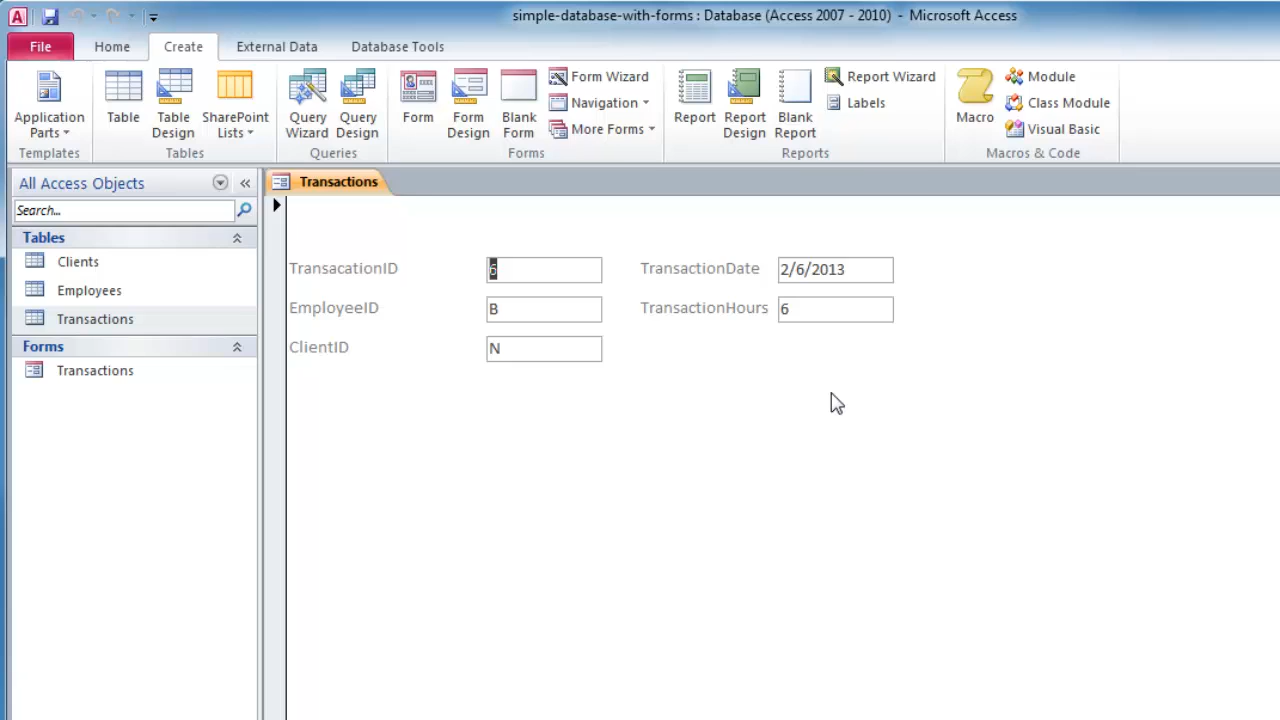 simple-database-with-forms : Database (Access 2007 - 2010) - Microsoft Access
File Home Create External Data Database Tools
Application Parts
Table
Table Design
SharePoint Lists
Query Wizard
Query Design
Form
Form Design
Blank Form
Form Wizard
Navigation
More Forms
Report
Report Design
Blank Report
Report Wizard
Labels
Macro
Module
Class Module
Visual Basic
Templates Tables Queries Forms Reports Macros & Code
All Access Objects
Search...
Tables
Clients
Employees
Transactions
Forms
Transactions
Transactions
TransacationID 6 TransactionDate 2/6/2013
EmployeeID B TransactionHours 6
ClientID N